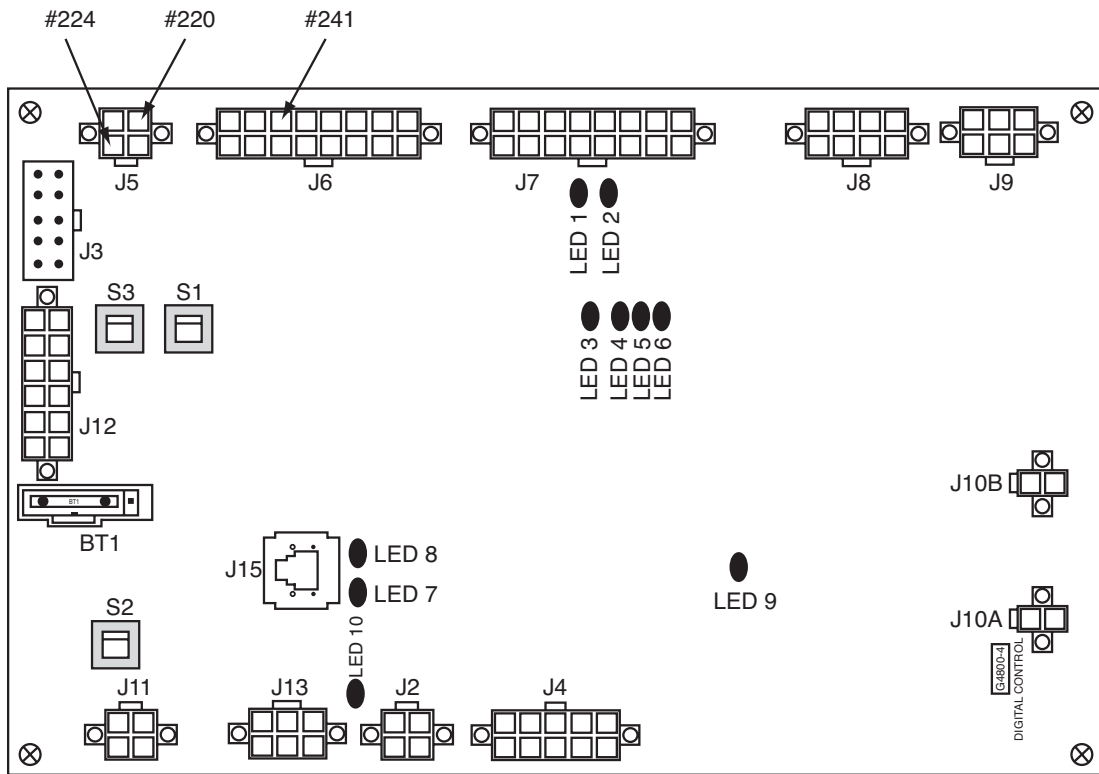 #224 #220 #241
J5 J6 J7 J8 J9
LED 1
LED 2
J3
S3 S1
LED 3
LED 4
LED 5
LED 6
J12
BT1
BT1
J10B
J15
LED 8
LED 7
LED 9
S2
LED 10
J10A
G4800-4
DIGITAL CONTROL
J11 J13 J2 J4